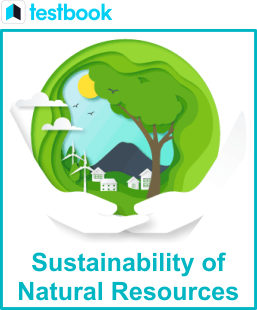 testbook
Sustainability of
Natural Resources